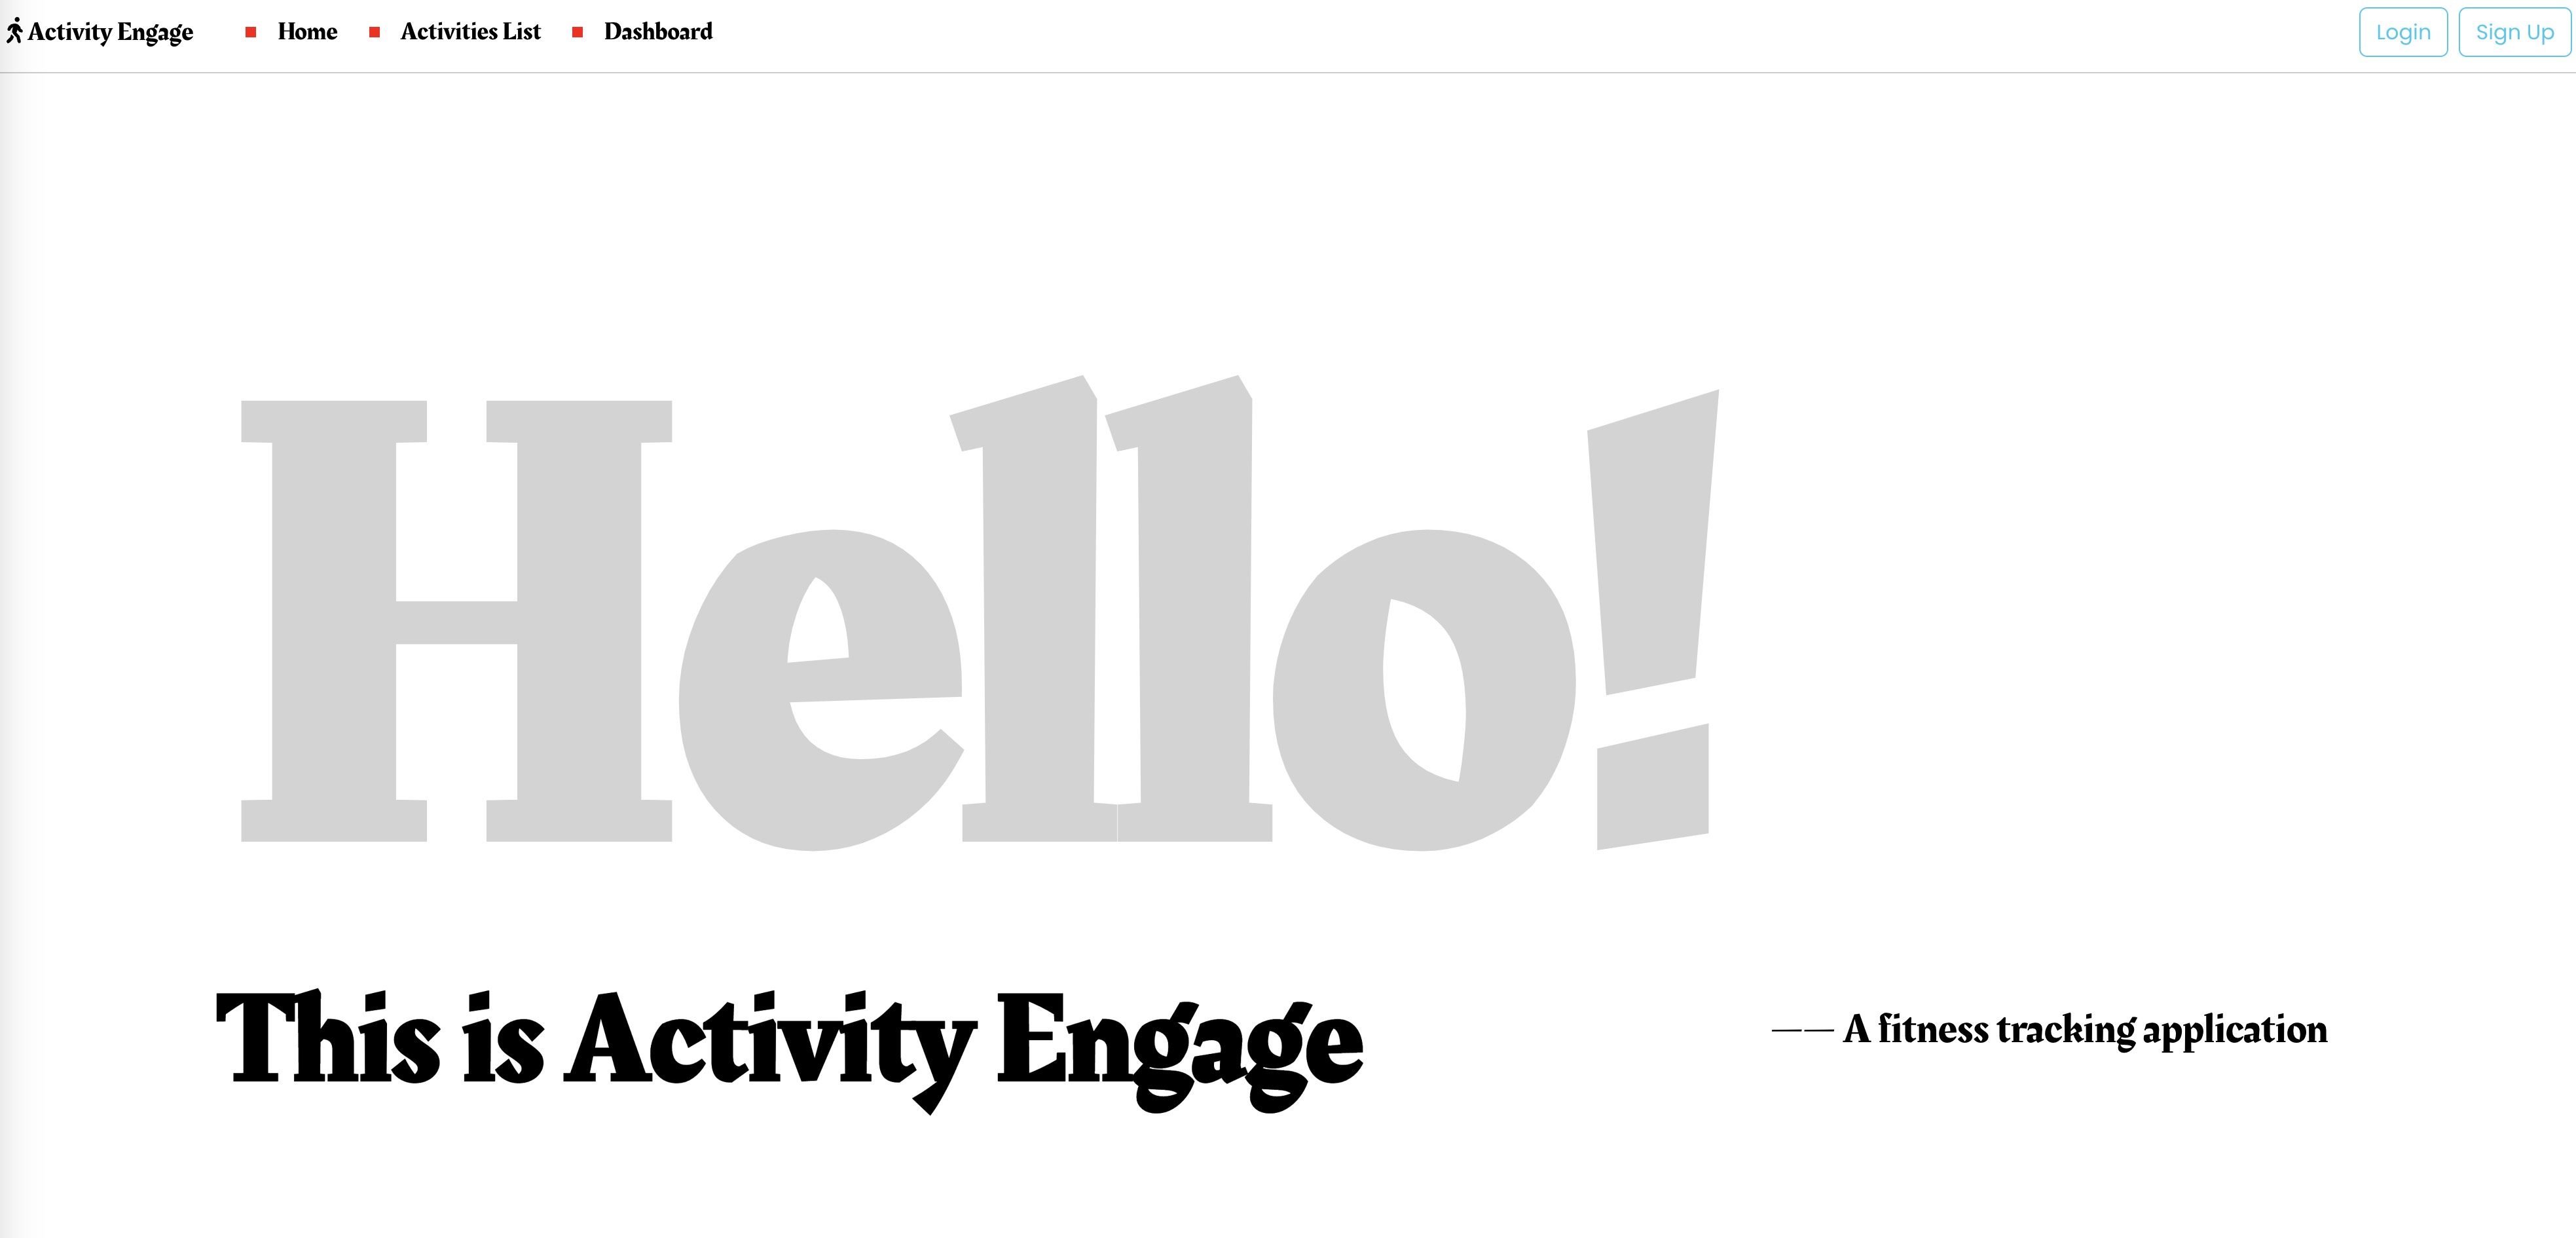 Activity Engage Home Activities List Dashboard Login Sign Up
Hello!
This is Activity Engage
—— A fitness tracking application